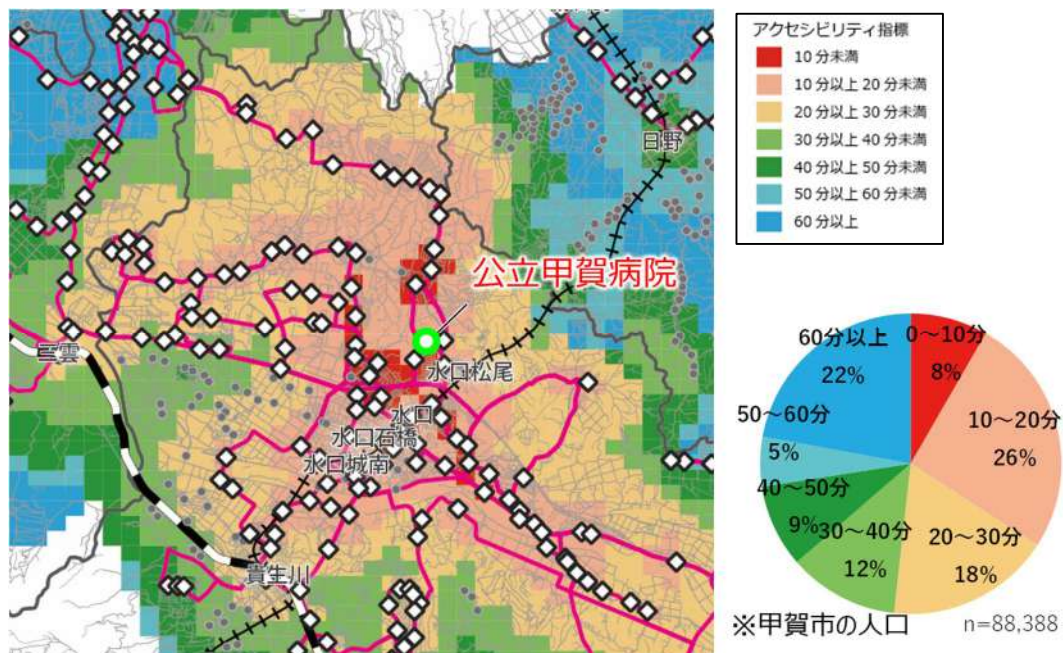 公立甲賀病院
日野
三雲
水口松尾
水口
水口石橋
水口城南
貴生川
アクセシビリティ指標
10分未満
10分以上20分未満
20分以上30分未満
30分以上40分未満
40分以上50分未満
50分以上60分未満
60分以上
60分以上
22%
0～10分
8%
10～20分
26%
50～60分
5%
40～50分
9%
30～40分
12%
20～30分
18%
※甲賀市の人口
n=88,388